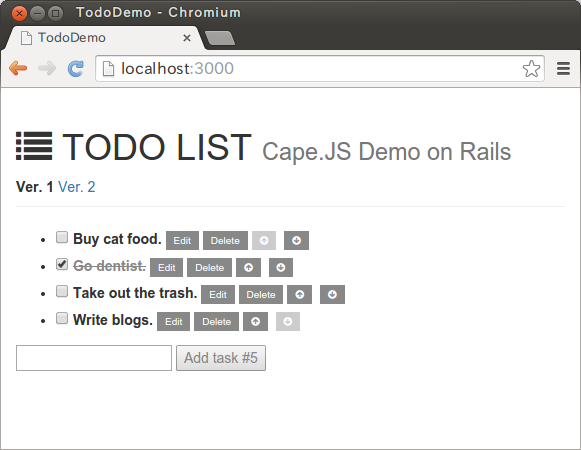 TodoDemo - Chromium
TodoDemo
localhost:3000
TODO LIST Cape.JS Demo on Rails
Ver. 1 Ver. 2
Buy cat food. Edit Delete
Go dentist. Edit Delete
Take out the trash. Edit Delete
Write blogs. Edit Delete
Add task #5